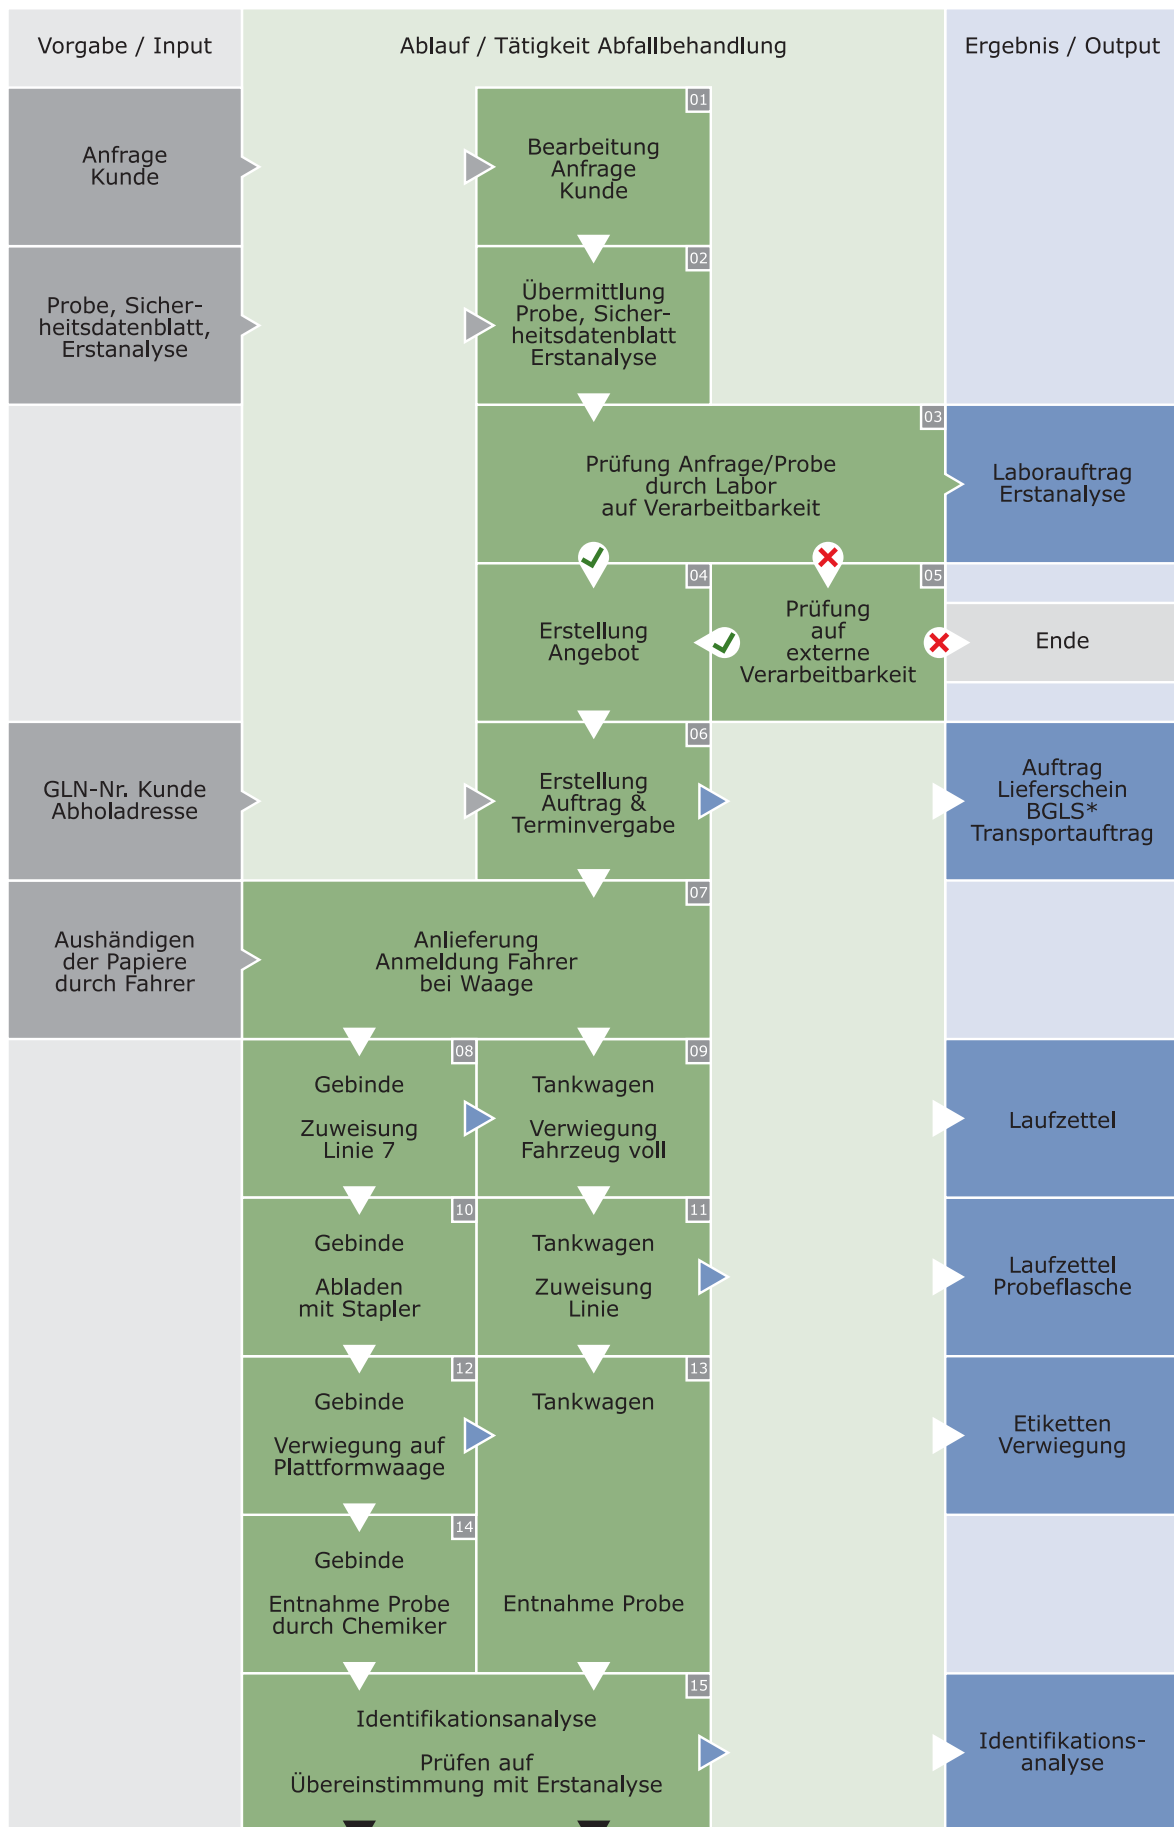 Vorgabe / Input
Ablauf / Tätigkeit Abfallbehandlung
Ergebnis / Output
Anfrage
Kunde
01
Bearbeitung
Anfrage
Kunde
Probe, Sicher-
heitsdatenblatt,
Erstanalyse
02
Übermittlung
Probe, Sicher-
heitsdatenblatt
Erstanalyse
03
Prüfung Anfrage/Probe
durch Labor
auf Verarbeitbarkeit
Laborauftrag
Erstanalyse
04
Erstellung
Angebot
05
Prüfung
auf
externe
Verarbeitbarkeit
Ende
GLN-Nr. Kunde
Abholadresse
06
Erstellung
Auftrag &
Terminvergabe
Auftrag
Lieferschein
BGLS*
Transportauftrag
Aushändigen
der Papiere
durch Fahrer
07
Anlieferung
Anmeldung Fahrer
bei Waage
08
Gebinde
Zuweisung
Linie 7
09
Tankwagen
Verwiegung
Fahrzeug voll
Laufzettel
10
Gebinde
Abladen
mit Stapler
11
Tankwagen
Zuweisung
Linie
Laufzettel
Probeflasche
12
Gebinde
Verwiegung auf
Plattformwaage
13
Tankwagen
Entnahme Probe
Etiketten
Verwiegung
14
Gebinde
Entnahme Probe
durch Chemiker
15
Identifikationsanalyse
Prüfen auf
Übereinstimmung mit Erstanalyse
Identifikations-
analyse